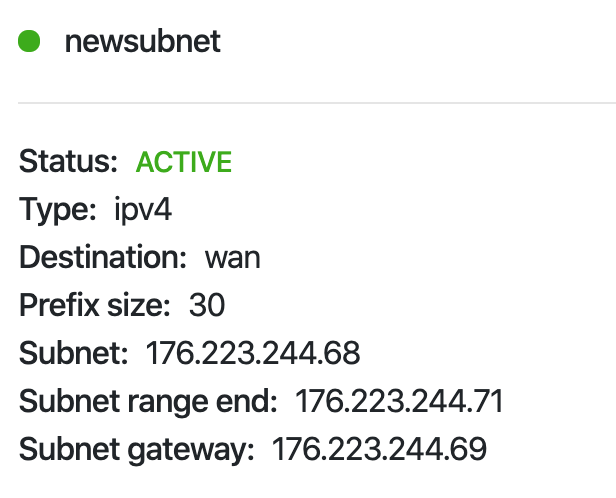 newsubnet
Status: ACTIVE
Type: ipv4
Destination: wan
Prefix size: 30
Subnet: 176.223.244.68
Subnet range end: 176.223.244.71
Subnet gateway: 176.223.244.69